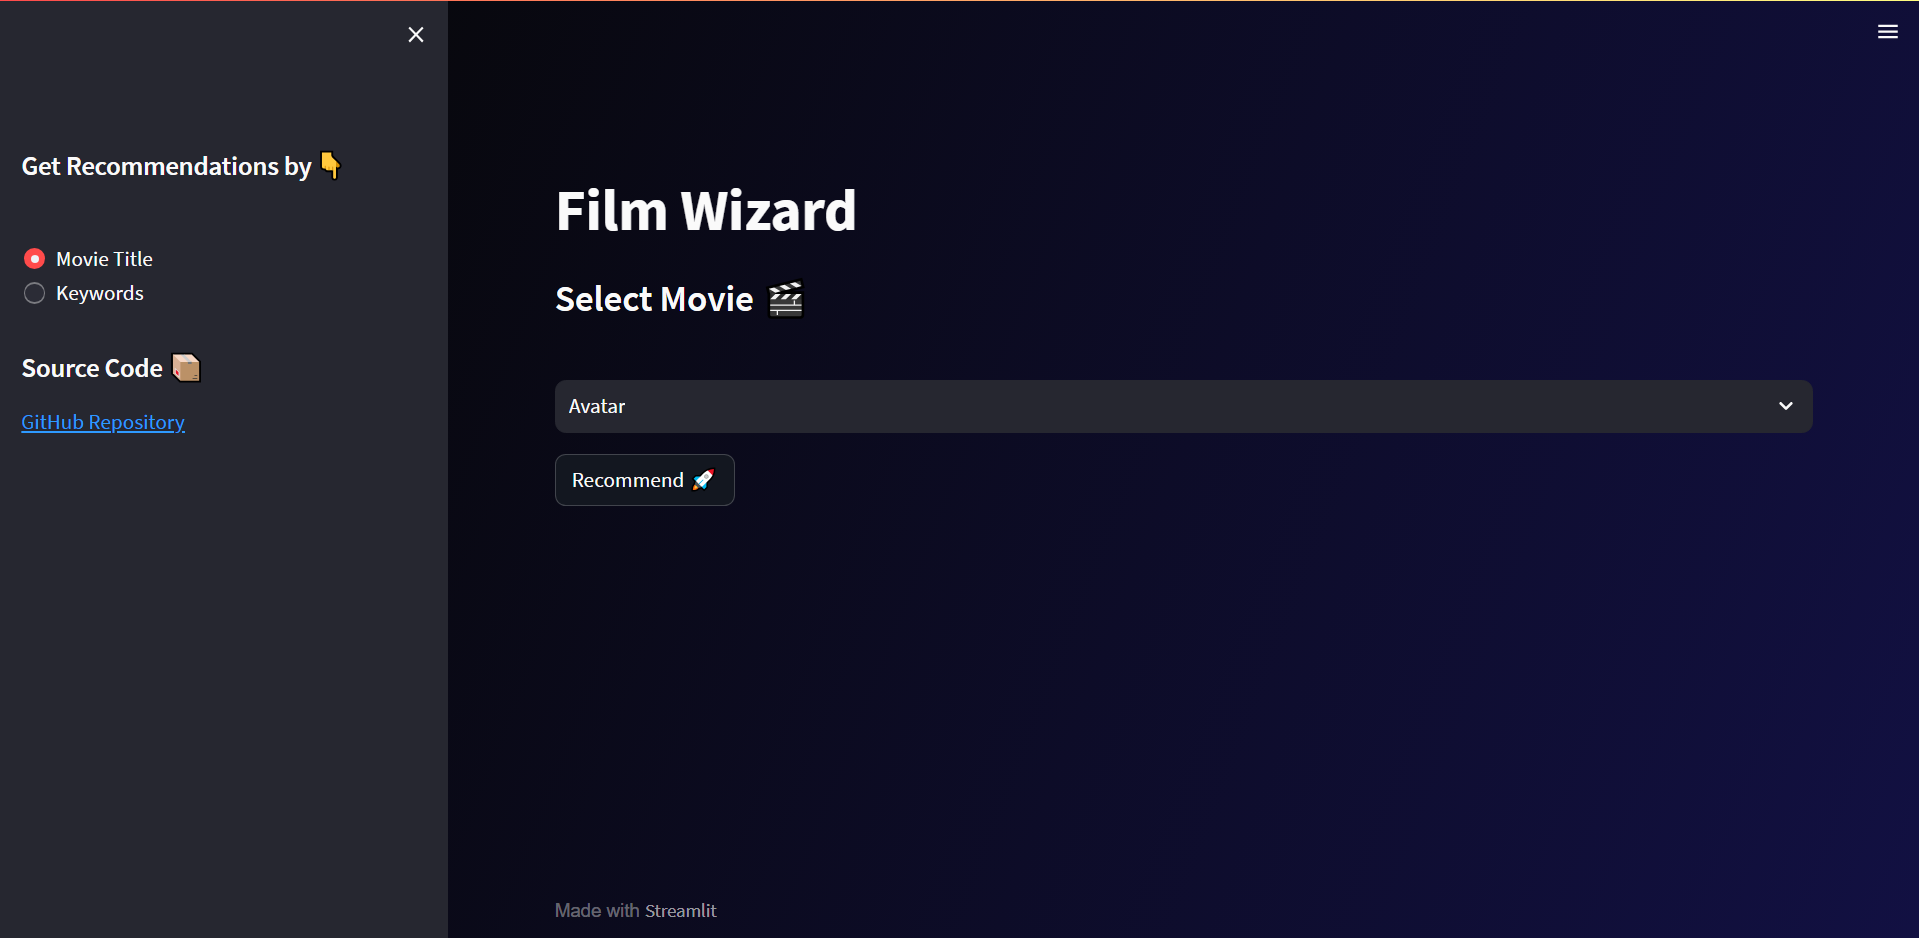 Get Recommendations by 👇
Movie Title
Keywords
Source Code 📦
GitHub Repository
Film Wizard
Select Movie 🎬
Avatar
Recommend 🚀
Made with Streamlit